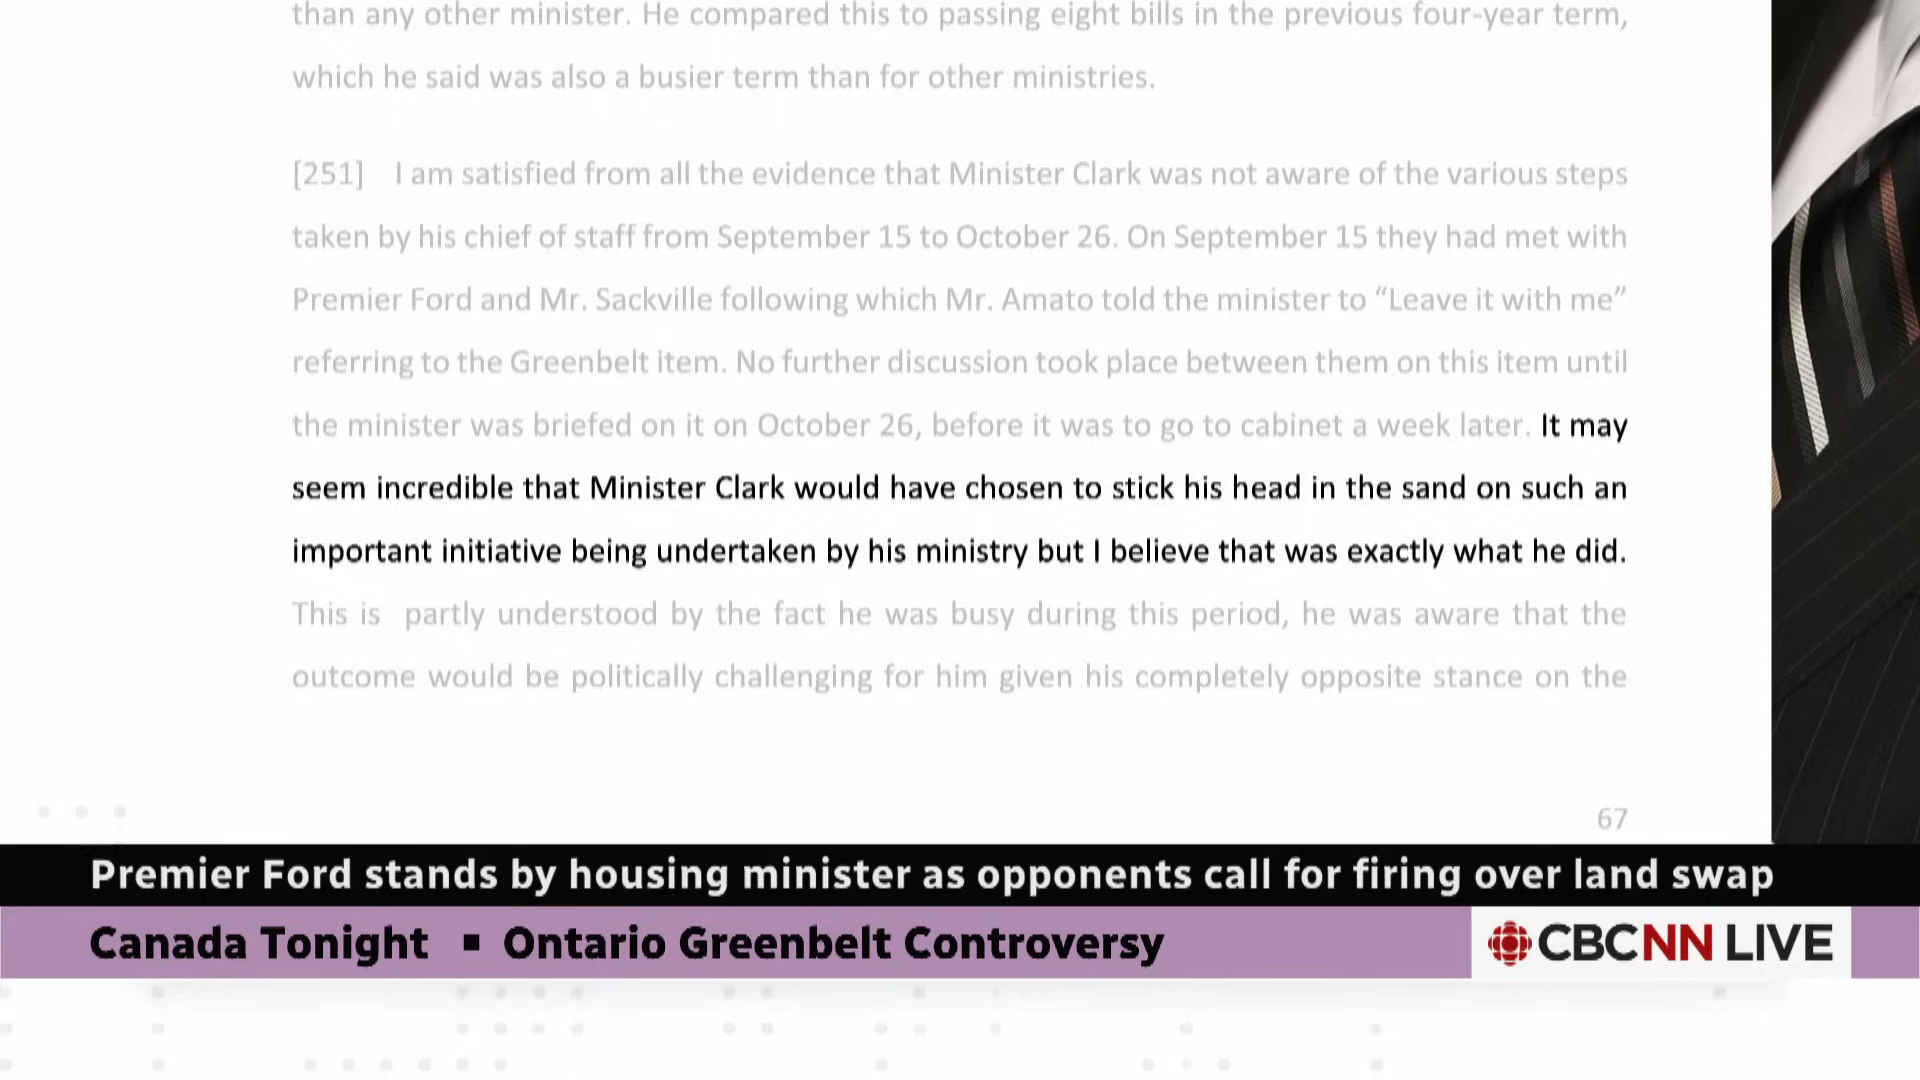 than any other minister. He compared this to passing eight bills in the previous four-year term,
which he said was also a busier term than for other ministries.
[251] I am satisfied from all the evidence that Minister Clark was not aware of the various steps
taken by his chief of staff from September 15 to October 26. On September 15 they had met with
Premier Ford and Mr. Sackville following which Mr. Amato told the minister to “Leave it with me”
referring to the Greenbelt item. No further discussion took place between them on this item until
the minister was briefed on it on October 26, before it was to go to cabinet a week later. It may
seem incredible that Minister Clark would have chosen to stick his head in the sand on such an
important initiative being undertaken by his ministry but I believe that was exactly what he did.
This is partly understood by the fact he was busy during this period, he was aware that the
outcome would be politically challenging for him given his completely opposite stance on the
67
Premier Ford stands by housing minister as opponents call for firing over land swap
Canada Tonight ▪ Ontario Greenbelt Controversy
CBCNN LIVE